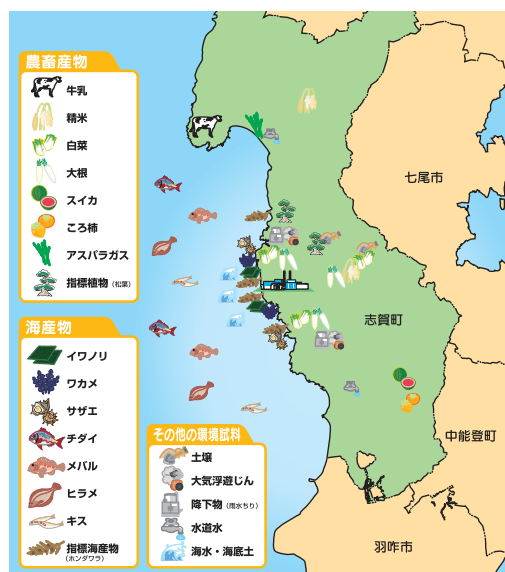 農畜産物
牛乳
精米
白菜
大根
スイカ
ころ柿
アスパラガス
指標植物 (松葉)
海産物
イワノリ
ワカメ
サザエ
チダイ
メバル
ヒラメ
キス
指標海産物
(ホンダワラ)
その他の環境試料
土壌
大気浮遊じん
降下物 (雨水ちり)
水道水
海水・海底土
七尾市
志賀町
中能登町
羽咋市